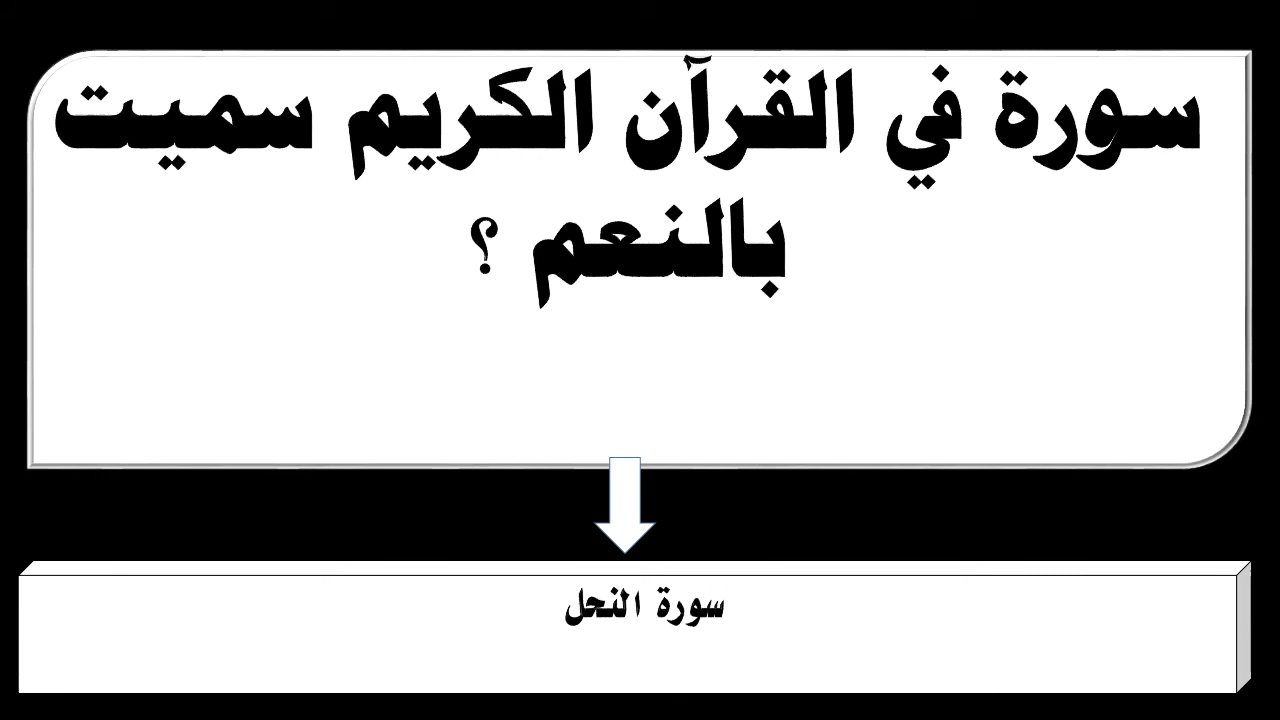 سورة في القرآن الكريم سميت
بالنعم ؟
سورة النحل